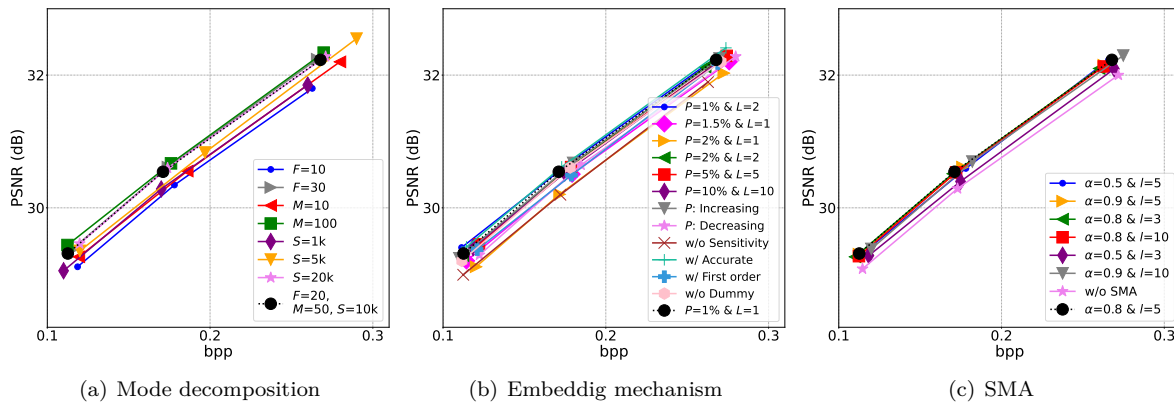 PSNR (dB)
32
30
F=10
F=30
M=10
M=100
S=1k
S=5k
S=20k
F=20,
M=50, S=10k
0.1
0.2
0.3
bpp
(a) Mode decomposition
PSNR (dB)
32
30
P=1% & L=2
P=1.5% & L=1
P=2% & L=1
P=2% & L=2
P=5% & L=5
P=10% & L=10
P: Increasing
P: Decreasing
w/o Sensitivity
w/ Accurate
w/ First order
w/o Dummy
P=1% & L=1
0.1
0.2
0.3
bpp
(b) Embeddig mechanism
PSNR (dB)
32
30
α=0.5 & l=5
α=0.9 & l=5
α=0.8 & l=3
α=0.8 & l=10
α=0.5 & l=3
α=0.9 & l=10
w/o SMA
α=0.8 & l=5
0.1
0.2
0.3
bpp
(c) SMA